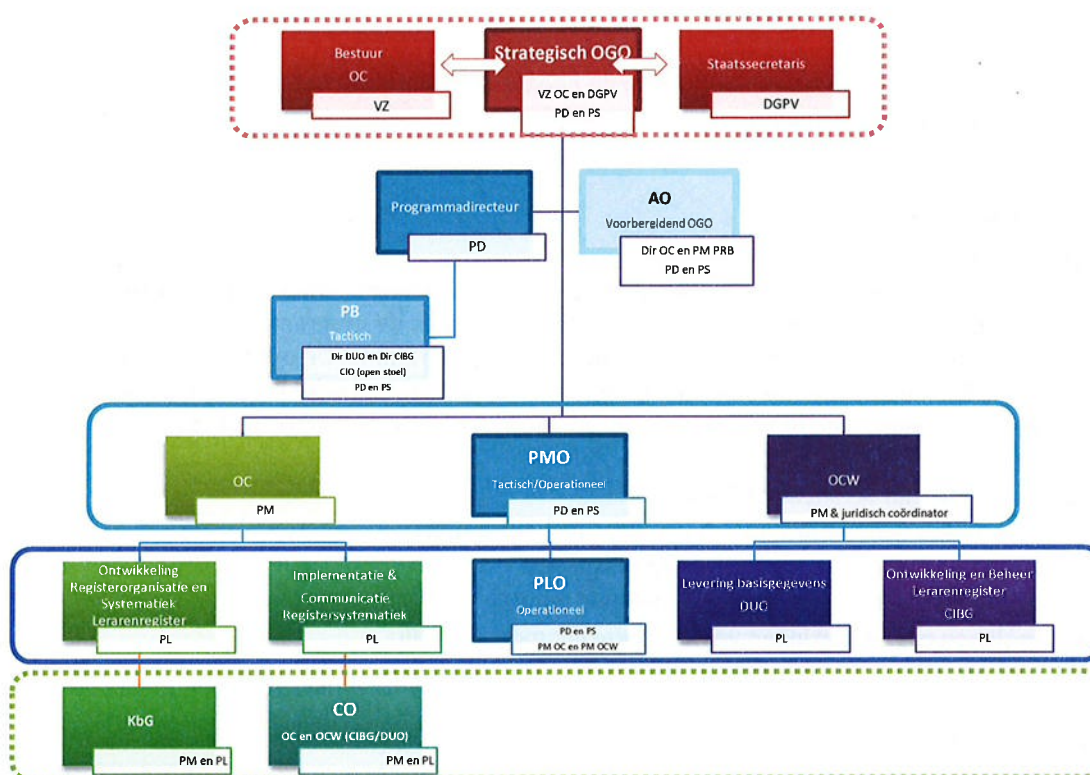 Bestuur
OC
VZ
Strategisch OGO
VZ OC en DGPV
PD en PS
Staatssecretaris
DGPV
Programmadirecteur
PD
AO
Voorbereidend OGO
Dir OC en PM PRB
PD en PS
PB
Tactisch
Dir DUO en Dir CIBG
CIO (open stoel)
PD en PS
OC
PM
PMO
Tactisch/Operationeel
PD en PS
OCW
PM & juridisch coördinator
Ontwikkeling
Registerorganisatie en
Systematiek
Lerarenregister
PL
Implementatie &
Communicatie
Registersystematiek
PL
PLO
Operationeel
PD en PS
PM OC en PM OCW
Levering basisgegevens
DUO
PL
Ontwikkeling en Beheer
Lerarenregister
CIBG
PL
KbG
PM en PL
CO
OC en OCW (CIBG/DUO)
PM en PL